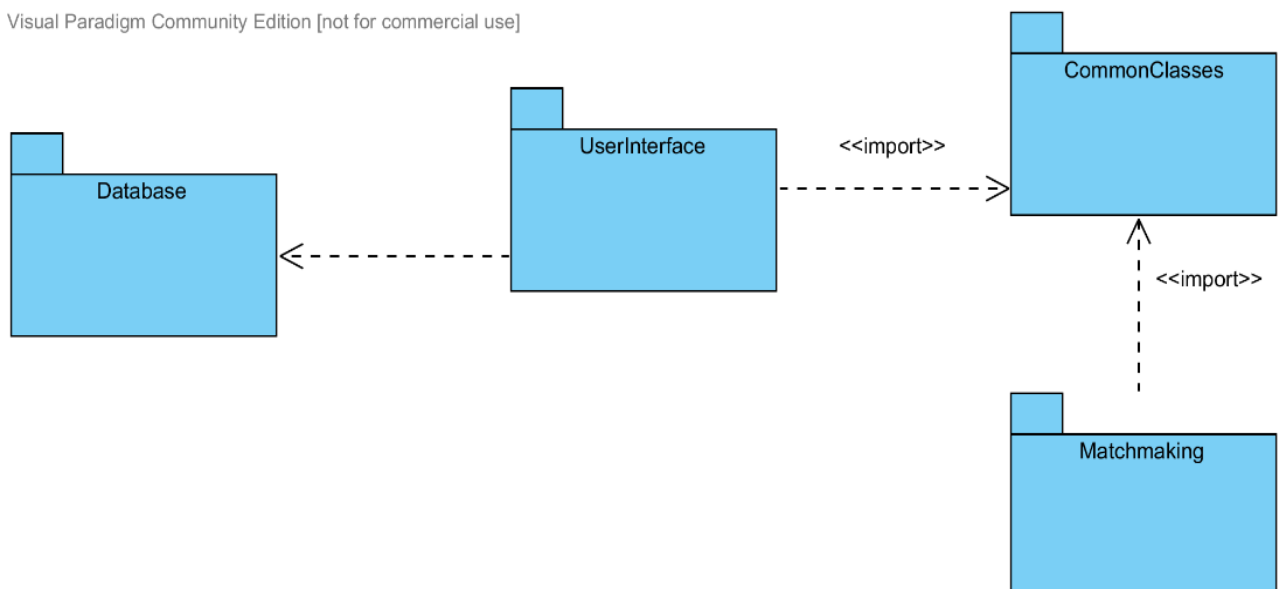 Visual Paradigm Community Edition [not for commercial use]
CommonClasses
UserInterface
<<import>>
Database
<<import>>
Matchmaking